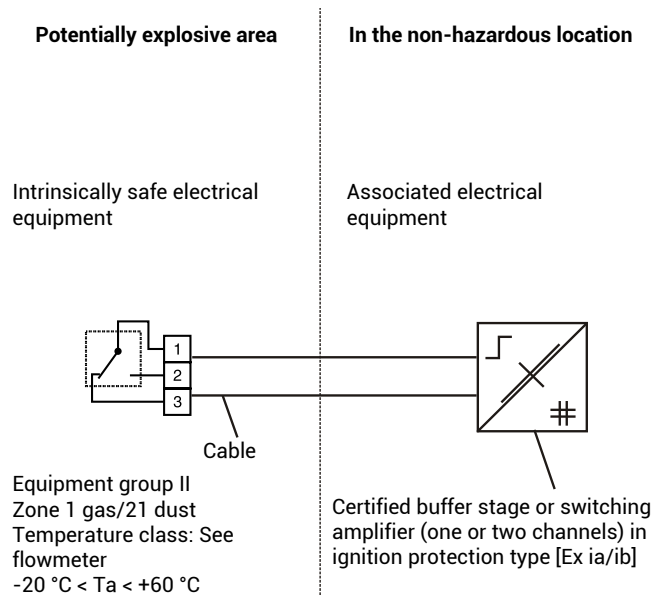 Potentially explosive area
In the non-hazardous location
Intrinsically safe electrical
equipment
Associated electrical
equipment
1
2
3
Cable
Equipment group II
Zone 1 gas/21 dust
Temperature class: See
flowmeter
-20 °C < Ta < +60 °C
Certified buffer stage or switching
amplifier (one or two channels) in
ignition protection type [Ex ia/ib]